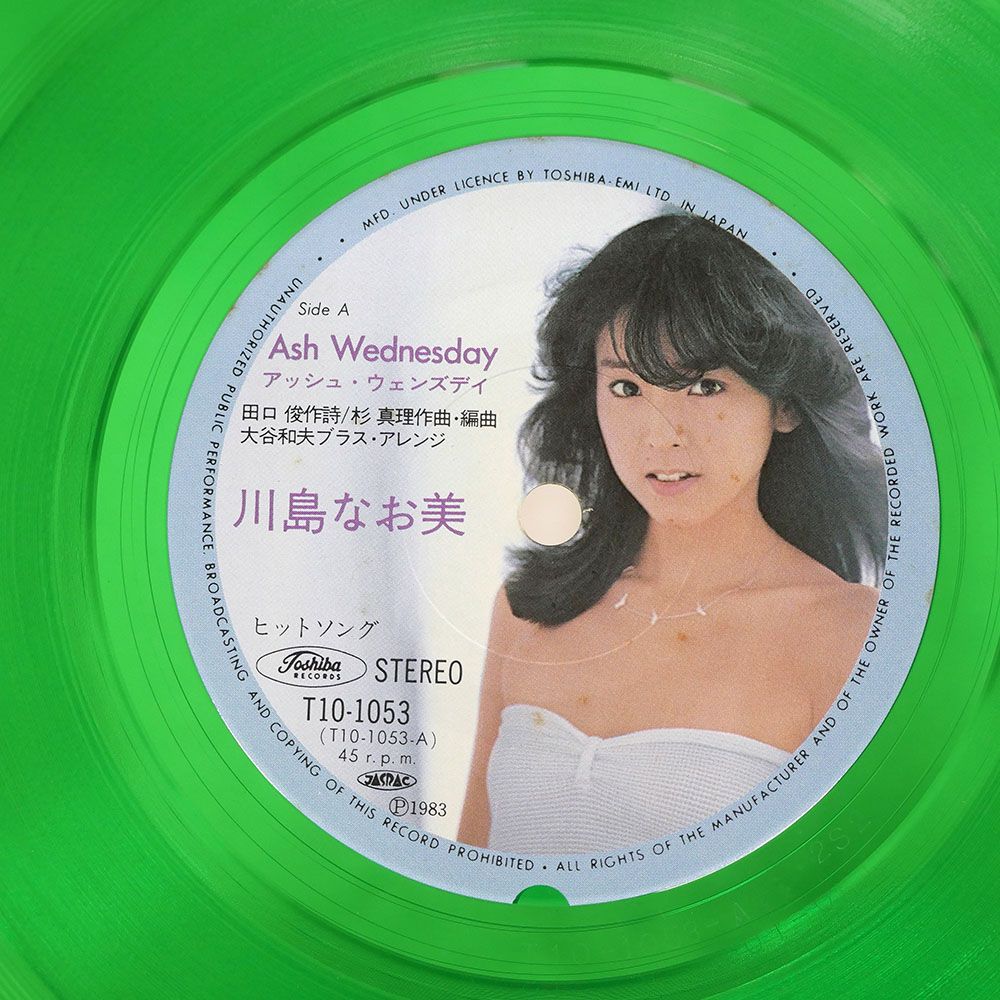 • MFD. UNDER LICENCE BY TOSHIBA-EMI LTD. IN JAPAN •
Side A
Ash Wednesday
アッシュ・ウェンズデイ
田口 俊作詩/杉 真理作曲・編曲
大谷和夫ブラス・アレンジ
川島なお美
ヒットソング
Toshiba
RECORDS
STEREO
T10-1053
(T10-1053-A)
45 r.p.m.
JASRAC
Ⓟ1983
• UNAUTHORIZED PUBLIC PERFORMANCE. BROADCASTING AND COPYING OF THIS RECORD PROHIBITED • ALL RIGHTS OF THE MANUFACTURER AND OF THE OWNER OF THE RECORDED WORK ARE RESERVED •